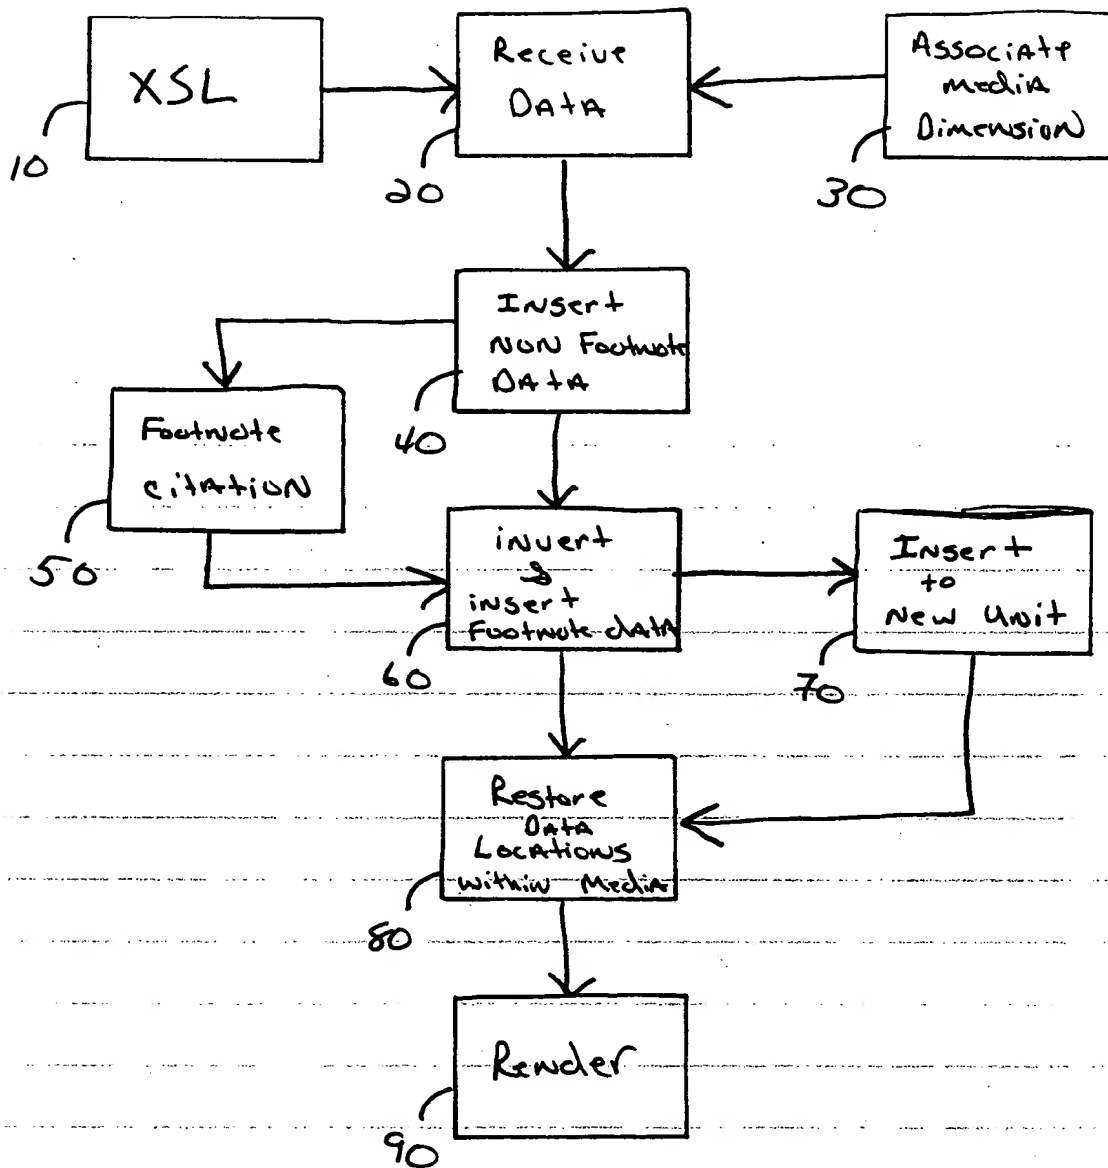 XSL
10
Receive
DATA
20
Associate
Media
Dimension
30
Insert
NON Footnote
DATA
40
Footnote
citation
50
invert
&
insert
Footnote data
60
Insert
to
New Unit
70
Restore
DATA
Locations
within Media
80
Render
90